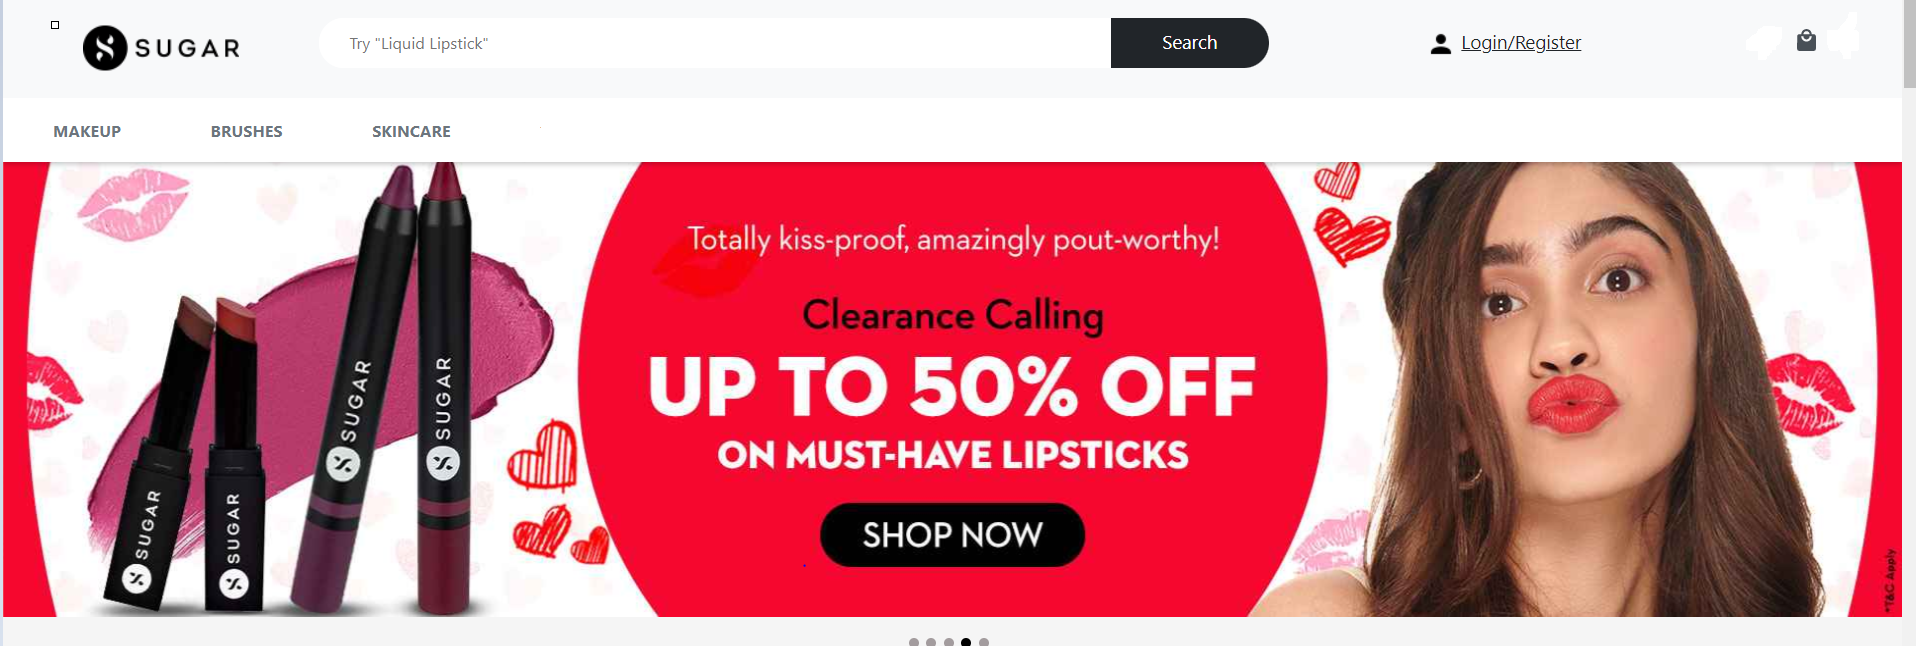 SUGAR
Try "Liquid Lipstick"
Search
Login/Register
MAKEUP
BRUSHES
SKINCARE
Totally kiss-proof, amazingly pout-worthy!
Clearance Calling
UP TO 50% OFF
ON MUST-HAVE LIPSTICKS
SHOP NOW
SUGAR
SUGAR
SUGAR
SUGAR
*T&C Apply